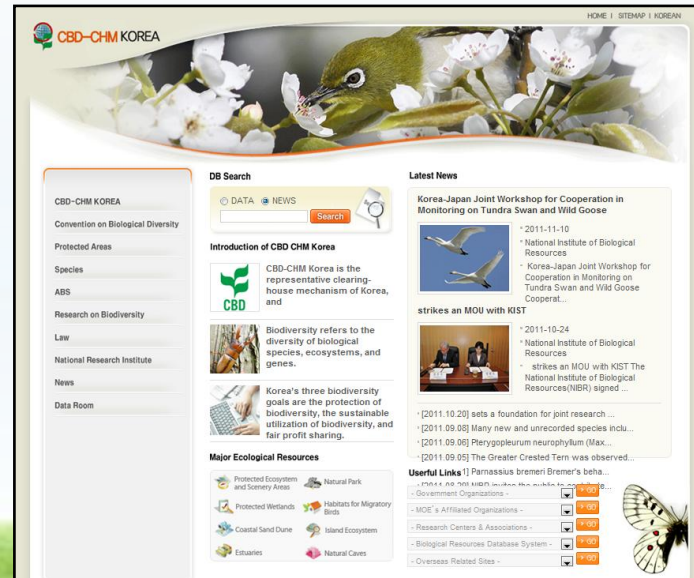 HOME I SITEMAP I KOREAN
CBD-CHM KOREA
CBD-CHM KOREA
Convention on Biological Diversity
Protected Areas
Species
ABS
Research on Biodiversity
Law
National Research Institute
News
Data Room
DB Search
DATA NEWS
Search
Introduction of CBD CHM Korea
CBD
CBD-CHM Korea is the
representative clearing-
house mechanism of Korea,
and
Biodiversity refers to the
diversity of biological
species, ecosystems, and
genes.
Korea's three biodiversity
goals are the protection of
biodiversity, the sustainable
utilization of biodiversity, and
fair profit sharing.
Major Ecological Resources
Protected Ecosystem
and Scenery Areas
Natural Park
Protected Wetlands
Habitats for Migratory
Birds
Coastal Sand Dune
Island Ecosystem
Estuaries
Natural Caves
Latest News
Korea-Japan Joint Workshop for Cooperation in
Monitoring on Tundra Swan and Wild Goose
2011-11-10
National Institute of Biological
Resources
Korea-Japan Joint Workshop for
Cooperation in Monitoring on
Tundra Swan and Wild Goose
Cooperat...
strikes an MOU with KIST
2011-10-24
National Institute of Biological
Resources
strikes an MOU with KIST The
National Institute of Biological
Resources(NIBR) signed ...
[2011.10.20] sets a foundation for joint research ...
[2011.09.08] Many new and unrecorded species inclu...
[2011.09.06] Pterygopleurum neurophyllum (Max...
[2011.09.05] The Greater Crested Tern was observed...
1] Parnassius bremeri Bremer's beha...
[2011.08.29] NIBR invites the public to contribute...
Userful Links
- Government Organizations -
GO
- MOE´s Affiliated Organizations -
GO
- Research Centers & Associations -
GO
- Biological Resources Database System -
GO
- Overseas Related Sites -
GO